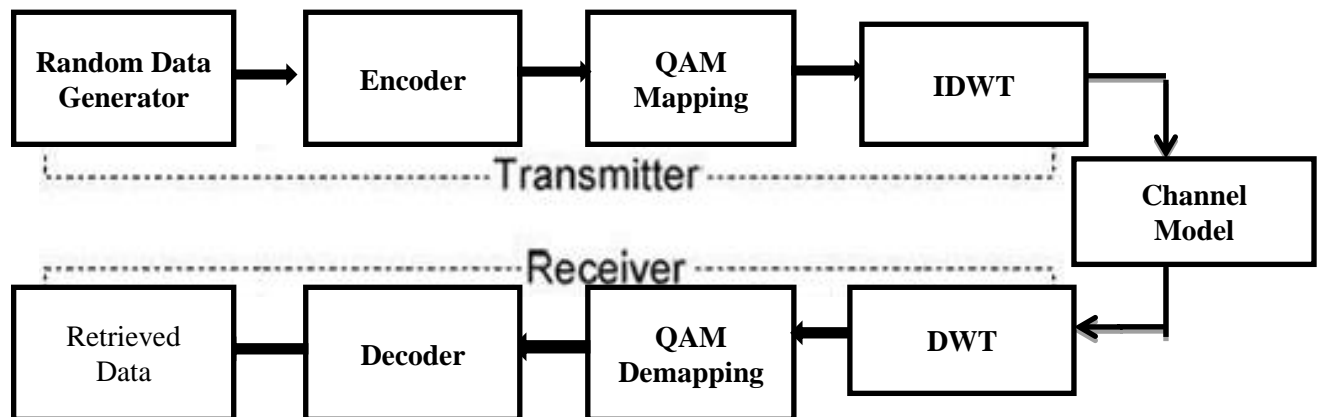 Random Data
Generator
Encoder
QAM
Mapping
IDWT
Transmitter
Channel
Model
Receiver
Retrieved
Data
Decoder
QAM
Demapping
DWT